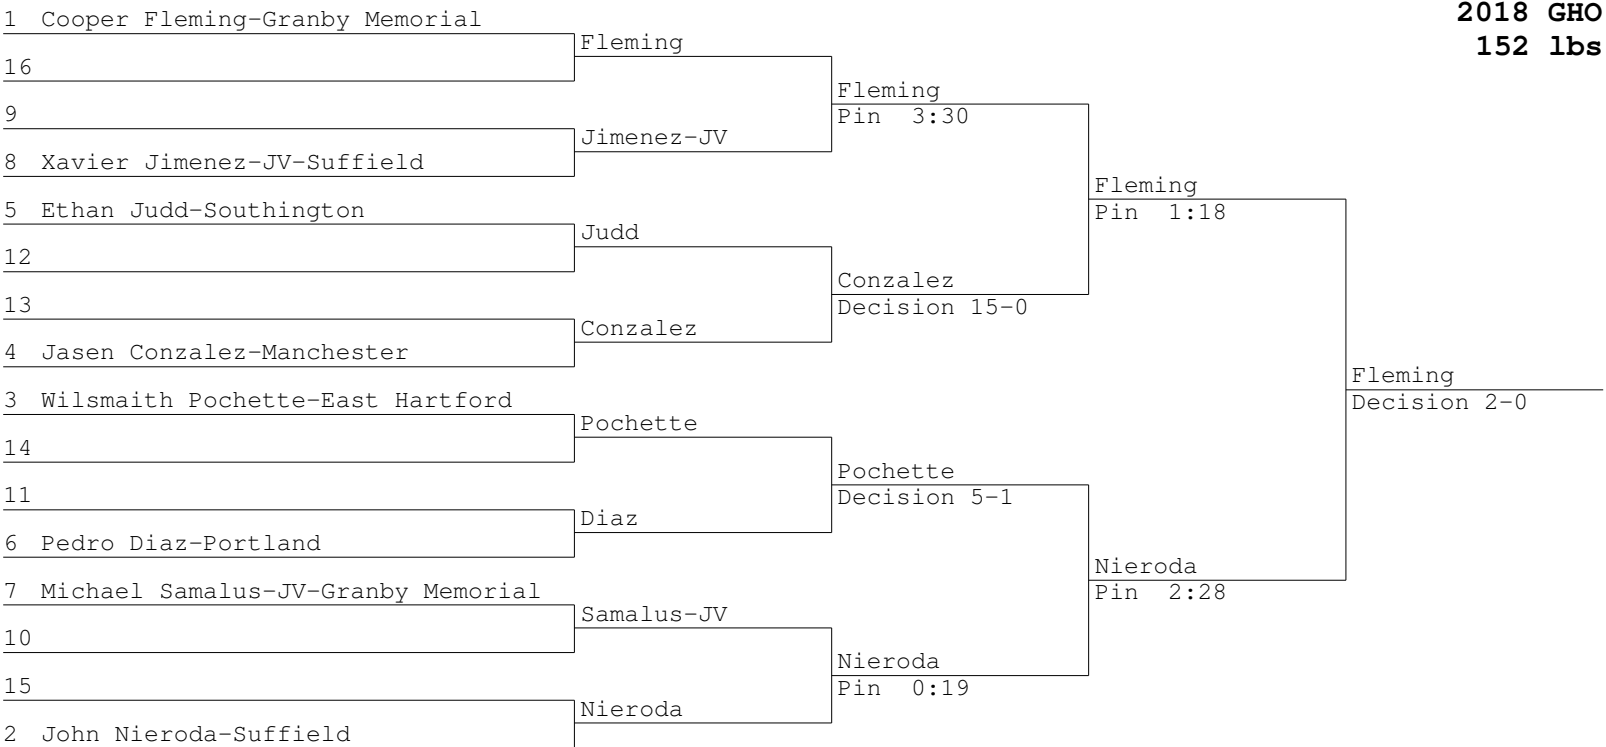 2018 GHO
152 lbs
1 Cooper Fleming-Granby Memorial
16
9
8 Xavier Jimenez-JV-Suffield
5 Ethan Judd-Southington
12
13
4 Jasen Conzalez-Manchester
3 Wilsmaith Pochette-East Hartford
14
11
6 Pedro Diaz-Portland
7 Michael Samalus-JV-Granby Memorial
10
15
2 John Nieroda-Suffield
Fleming
Jimenez-JV
Judd
Conzalez
Pochette
Diaz
Samalus-JV
Nieroda
Fleming
Pin 3:30
Conzalez
Decision 15-0
Pochette
Decision 5-1
Nieroda
Pin 0:19
Fleming
Pin 1:18
Nieroda
Pin 2:28
Fleming
Decision 2-0